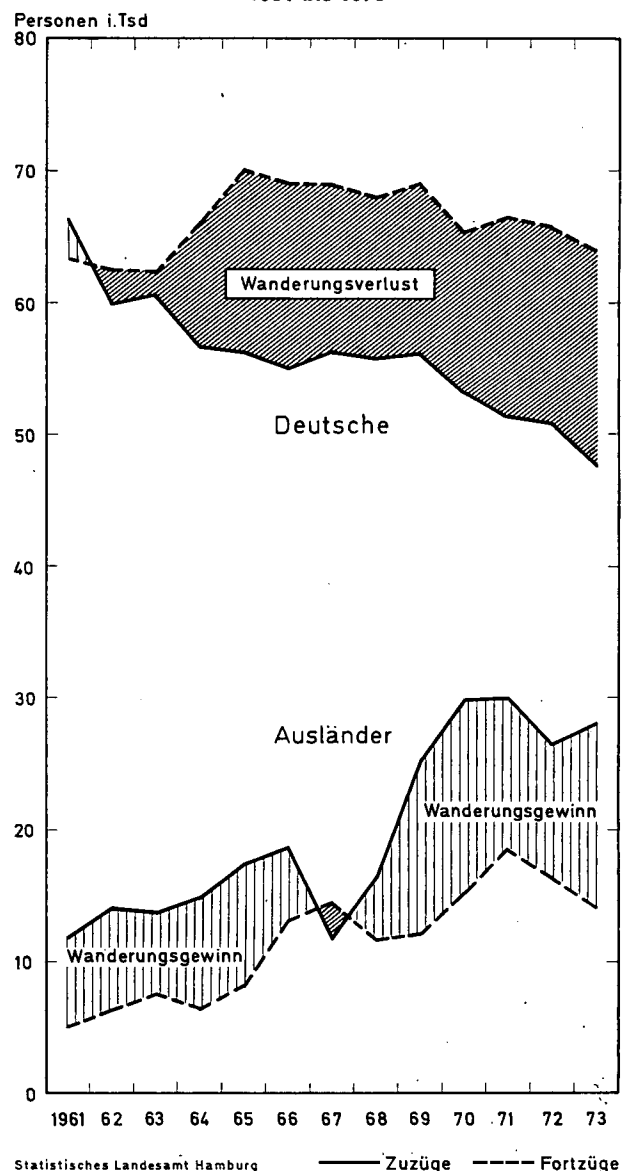 Personen i.Tsd
80
70
Wanderungsverlust
60
Deutsche
50
40
30
Ausländer
Wanderungsgewinn
20
Wanderungsgewinn
10
0
1961 62 63 64 65 66 67 68 69 70 71 72 73
Statistisches Landesamt Hamburg Zuzüge Fortzüge